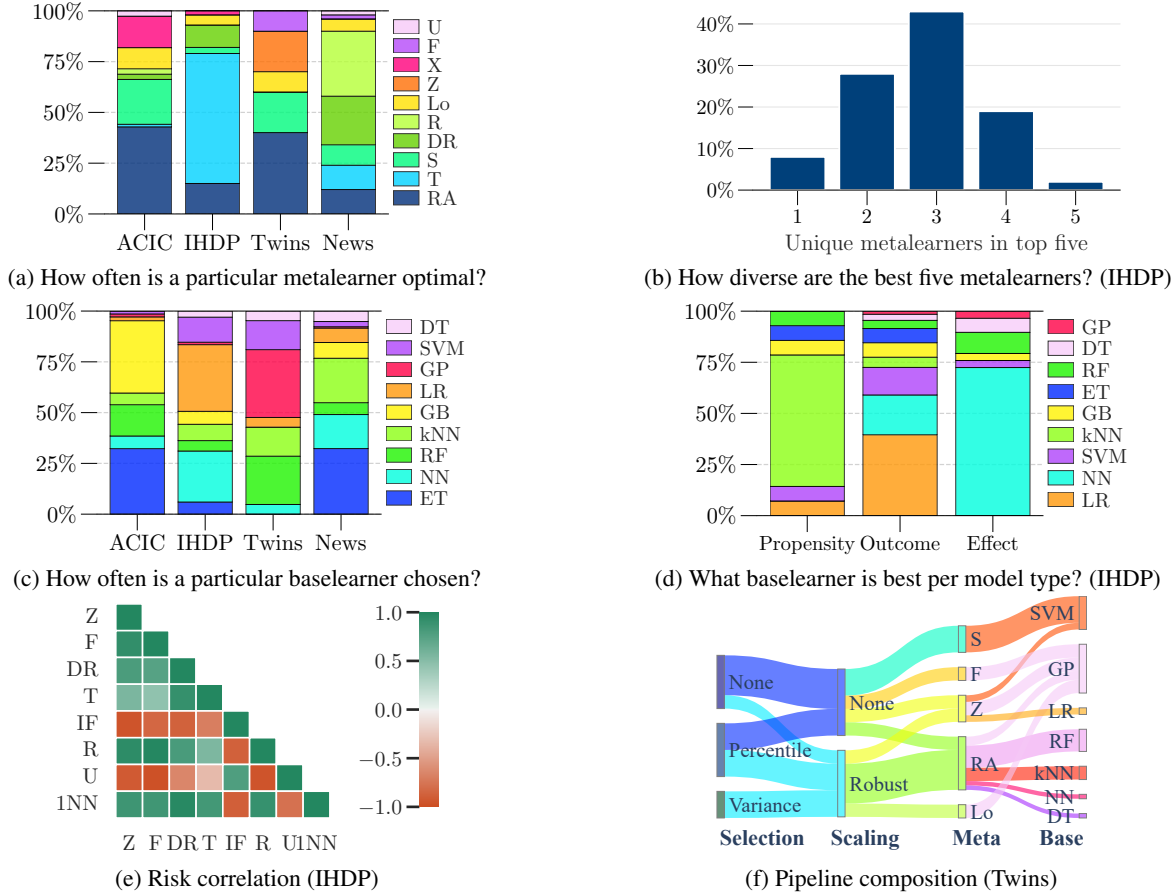 100%
75%
50%
25%
0%
ACIC IHDP Twins News
U
F
X
Z
Lo
R
DR
S
T
RA
(a) How often is a particular metalearner optimal?
40%
30%
20%
10%
0%
1 2 3 4 5
Unique metalearners in top five
(b) How diverse are the best five metalearners? (IHDP)
100%
75%
50%
25%
0%
ACIC IHDP Twins News
DT
SVM
GP
LR
GB
kNN
RF
NN
ET
(c) How often is a particular baselearner chosen?
100%
75%
50%
25%
0%
Propensity Outcome Effect
GP
DT
RF
ET
GB
kNN
SVM
NN
LR
(d) What baselearner is best per model type? (IHDP)
Z
F
DR
T
IF
R
U
1NN
Z F DR T IF R U 1NN
1.0
0.5
0.0
−0.5
−1.0
(e) Risk correlation (IHDP)
None
Percentile
Variance
None
Robust
S
F
Z
RA
Lo
SVM
GP
LR
RF
kNN
NN
DT
Selection Scaling Meta Base
(f) Pipeline composition (Twins)